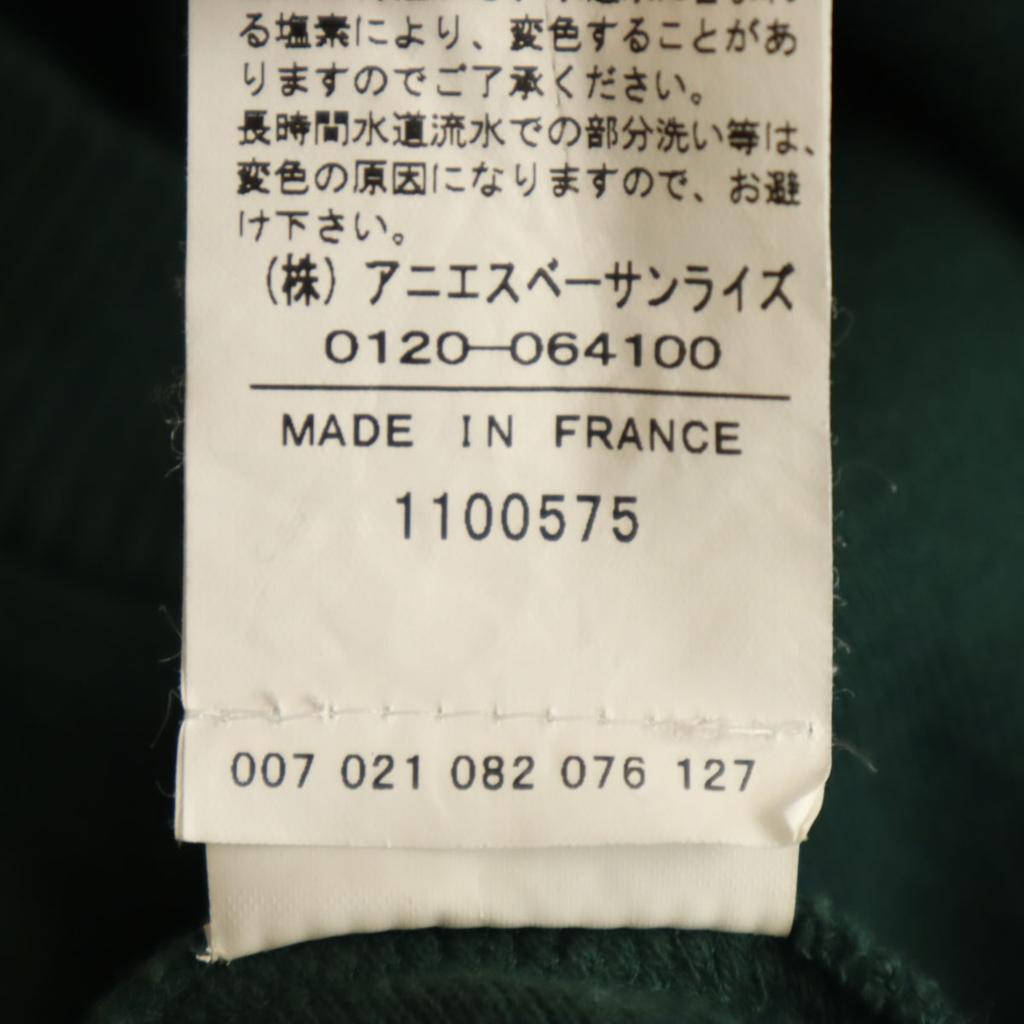 る塩素により、変色することがあ
りますのでご了承ください。
長時間水道流水での部分洗い等は、
変色の原因になりますので、お避
け下さい。
(株) アニエスベーサンライズ
0120-064100
MADE IN FRANCE
1100575
007 021 082 076 127